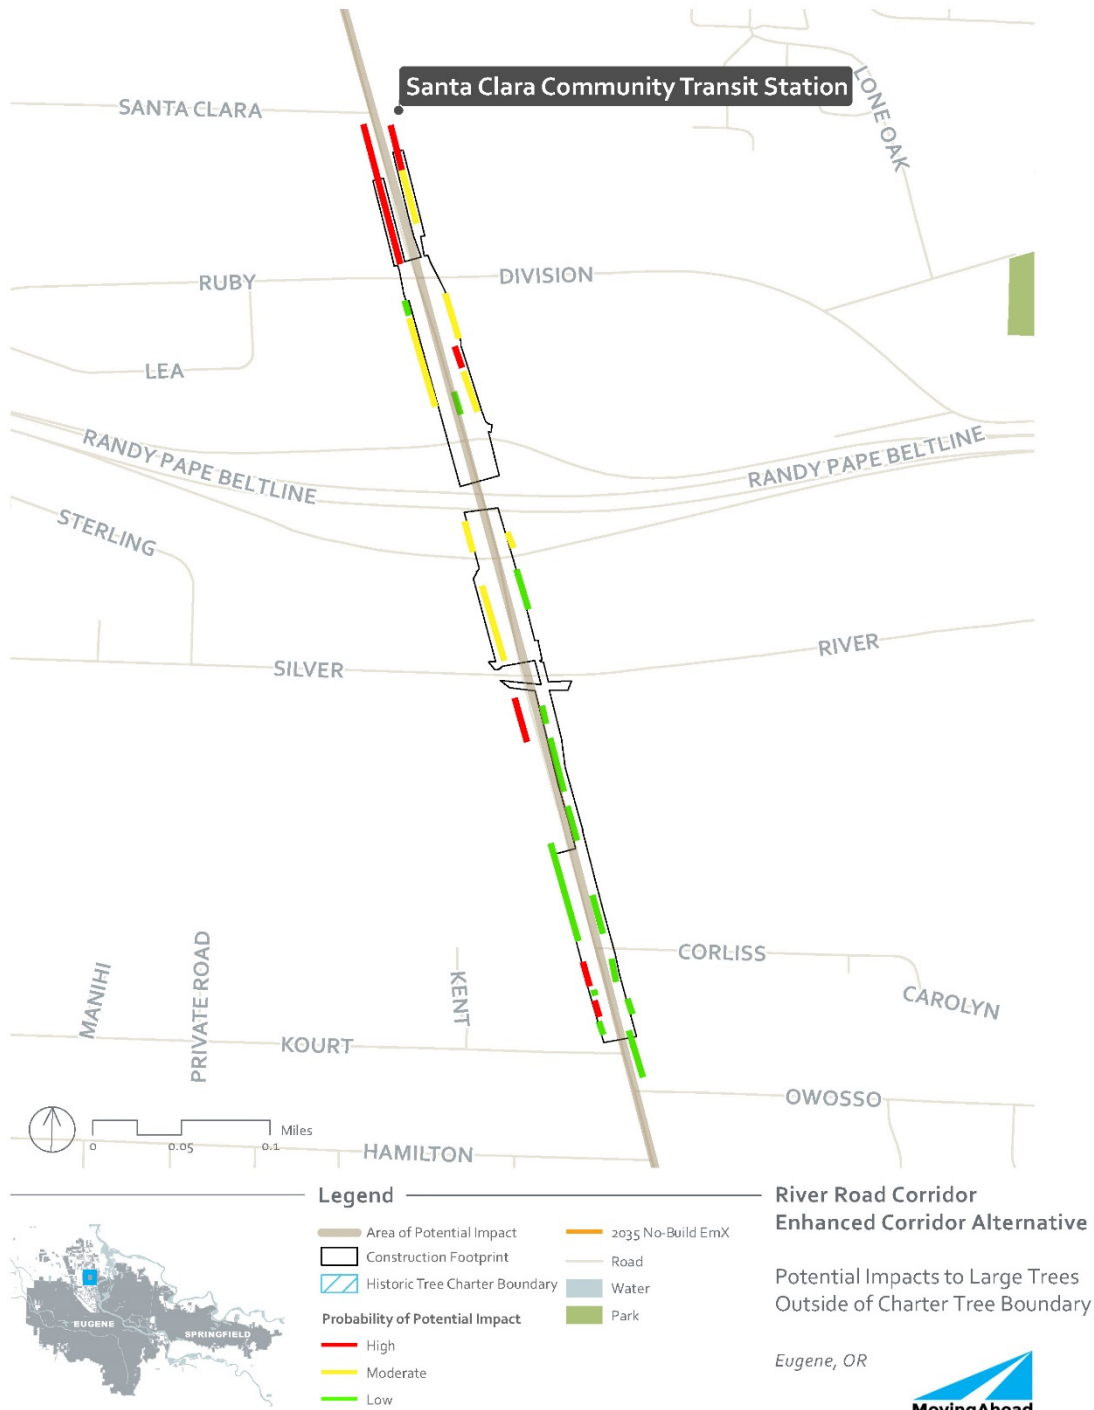 Santa Clara Community Transit Station
SANTA CLARA
LONE OAK
RUBY
DIVISION
LEA
RANDY PAPE BELTLINE
RANDY PAPE BELTLINE
STERLING
SILVER
RIVER
MANIHI
PRIVATE ROAD
KENT
CORLISS
CAROLYN
KOURT
OWOSSO
HAMILTON
Miles
0 0.05 0.1
Legend
Area of Potential Impact
Construction Footprint
Historic Tree Charter Boundary
Probability of Potential Impact
High
Moderate
Low
2035 No-Build EmX
Road
Water
Park
EUGENE
SPRINGFIELD
River Road Corridor
Enhanced Corridor Alternative
Potential Impacts to Large Trees
Outside of Charter Tree Boundary
Eugene, OR
MovingAhead